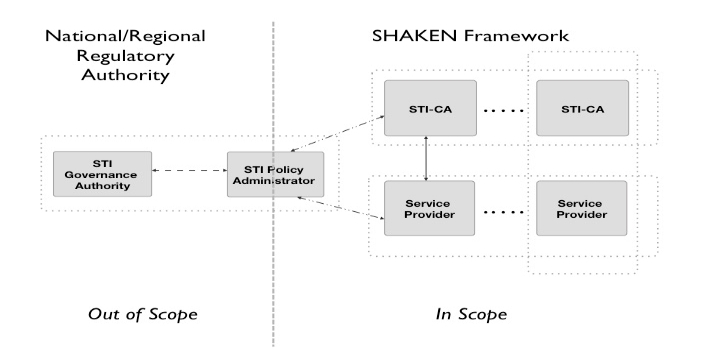 National/Regional
Regulatory
Authority
SHAKEN Framework
STI-CA
STI-CA
STI
Governance
Authority
STI Policy
Administrator
Service
Provider
Service
Provider
Out of Scope
In Scope